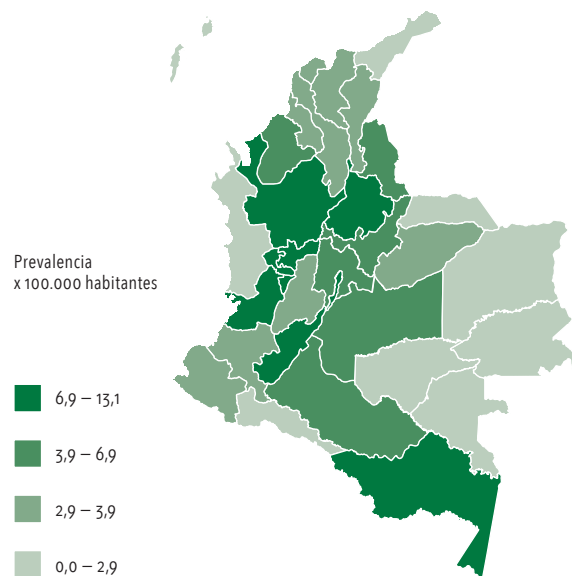 Prevalencia
x 100.000 habitantes
6,9 – 13,1
3,9 – 6,9
2,9 – 3,9
0,0 – 2,9